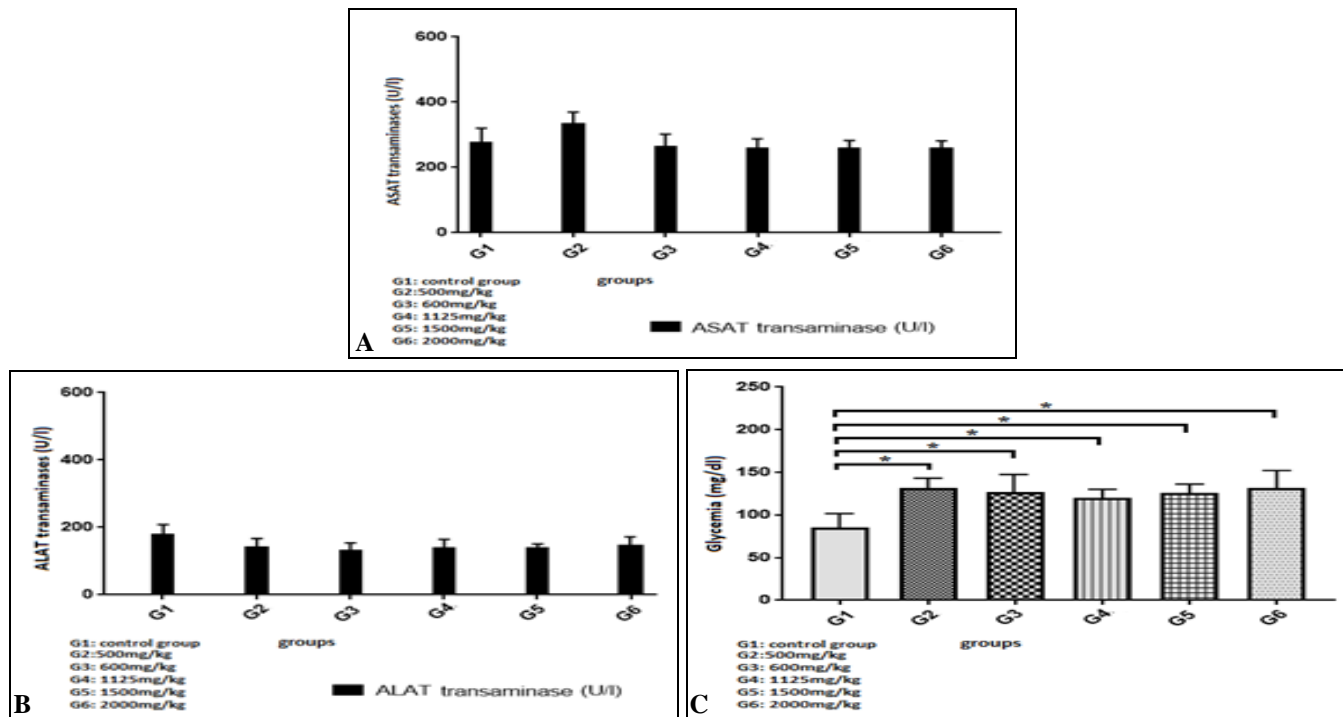 600
400
200
0
ASAT transaminases (U/l)
G1 G2 G3 G4 G5 G6
groups
G1: control group
G2:500mg/kg
G3: 600mg/kg
G4: 1125mg/kg
G5: 1500mg/kg
G6: 2000mg/kg
ASAT transaminase (U/l)
A
600
400
200
0
ALAT transaminases (U/l)
G1 G2 G3 G4 G5 G6
groups
G1: control group
G2:500mg/kg
G3: 600mg/kg
G4: 1125mg/kg
G5: 1500mg/kg
G6: 2000mg/kg
ALAT transaminase (U/l)
B
250
200
150
100
50
0
Glycemia (mg/dl)
*
*
*
*
*
G1 G2 G3 G4 G5 G6
groups
G1: control group
G2:500mg/kg
G3: 600mg/kg
G4: 1125mg/kg
G5: 1500mg/kg
G6: 2000mg/kg
C